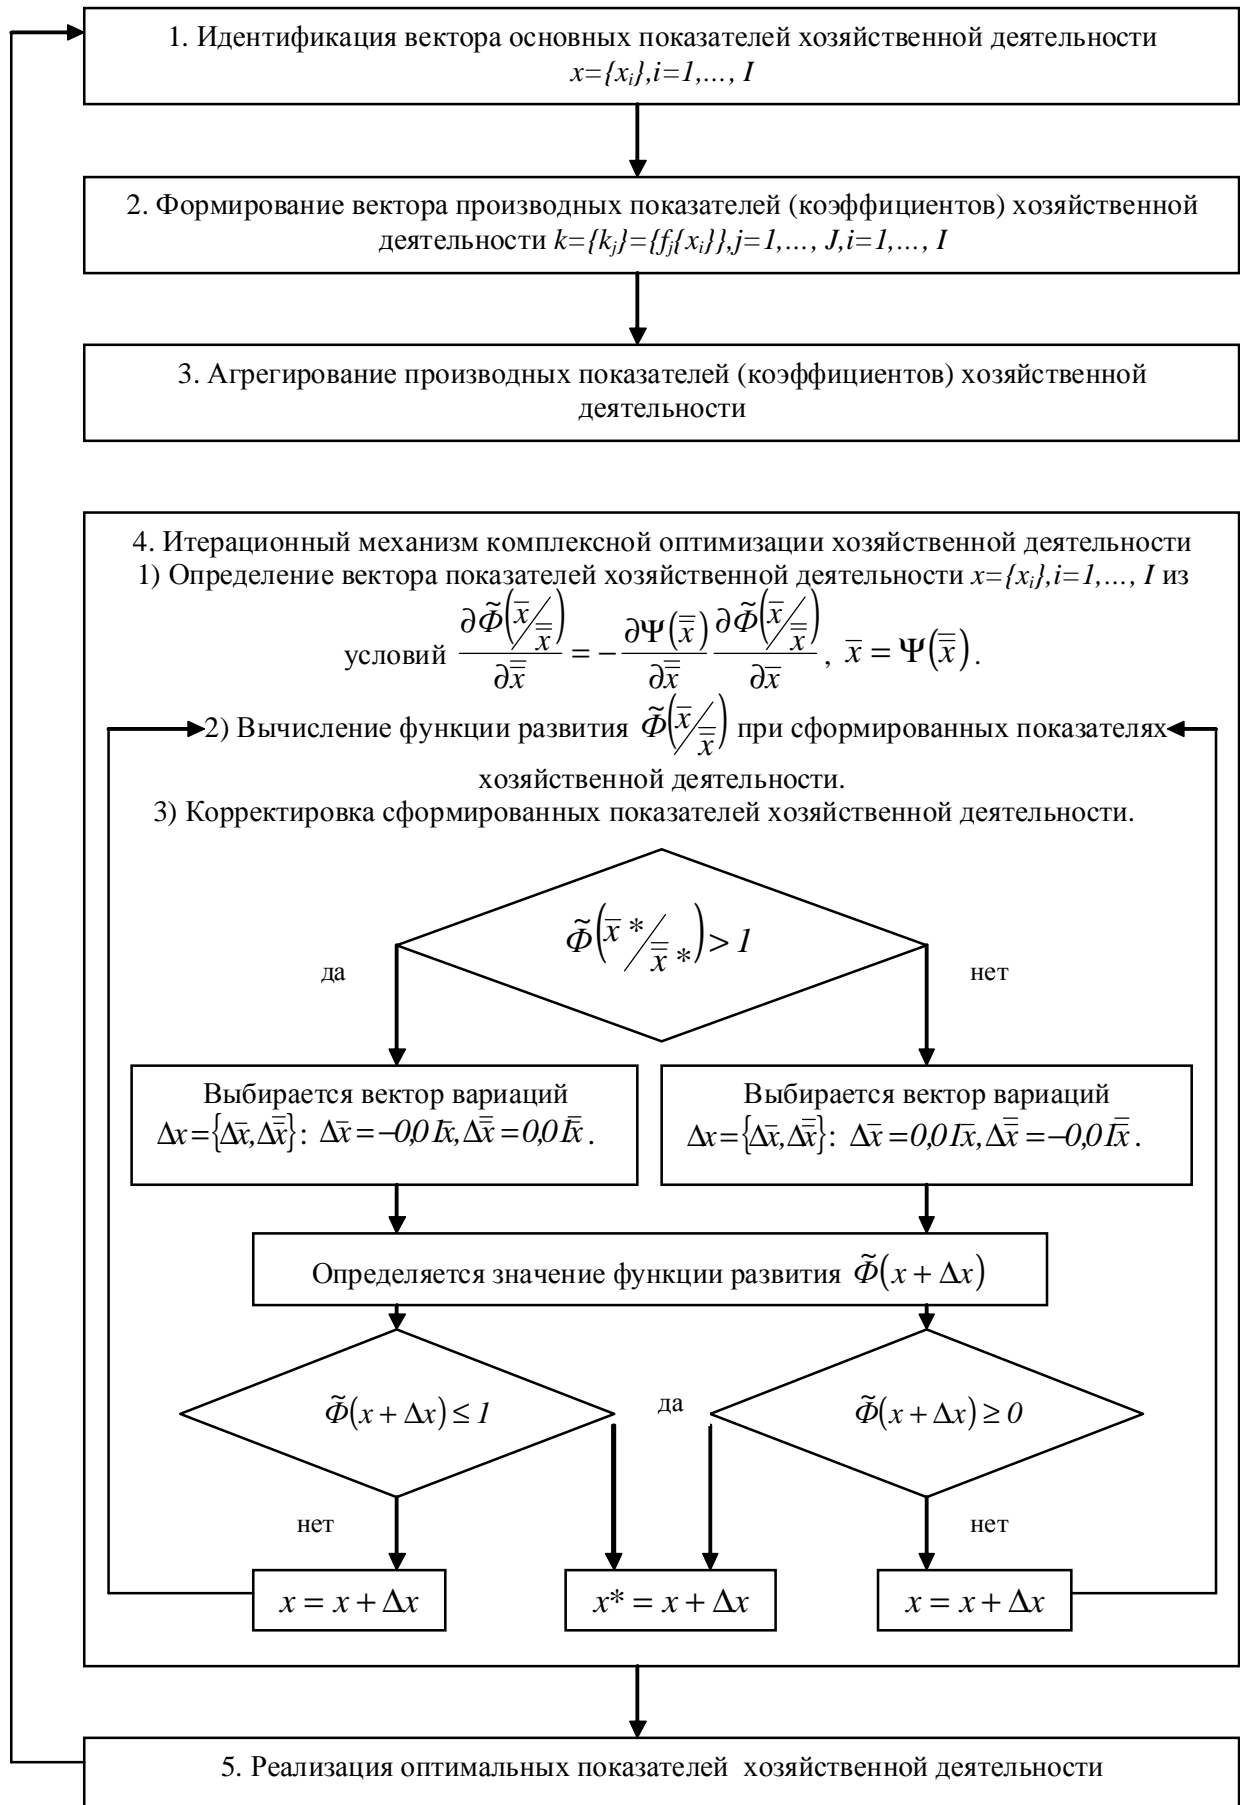 1. Идентификация вектора основных показателей хозяйственной деятельности
x={xᵢ},i=1,..., I
2. Формирование вектора производных показателей (коэффициентов) хозяйственной
деятельности k={kⱼ}={fⱼ{xᵢ}},j=1,..., J,i=1,..., I
3. Агрегирование производных показателей (коэффициентов) хозяйственной
деятельности
4. Итерационный механизм комплексной оптимизации хозяйственной деятельности
1) Определение вектора показателей хозяйственной деятельности x={xᵢ},i=1,..., I из
условий ∂Φ̃(x̅/x̿)/∂x̿ = −∂Ψ(x̿)/∂x̿ ∂Φ̃(x̅/x̿)/∂x̅ , x̅ = Ψ(x̿).
2) Вычисление функции развития Φ̃(x̅/x̿) при сформированных показателях
хозяйственной деятельности.
3) Корректировка сформированных показателей хозяйственной деятельности.
Φ̃(x̅*/x̿*) > 1
да
нет
Выбирается вектор вариаций
Δx={Δx̅,Δx̿}: Δx̅=−0,01x̅,Δx̿=0,01x̿.
Выбирается вектор вариаций
Δx={Δx̅,Δx̿}: Δx̅=0,01x̅,Δx̿=−0,01x̿.
Определяется значение функции развития Φ̃(x + Δx)
Φ̃(x + Δx) ≤ 1
да
Φ̃(x + Δx) ≥ 0
нет
нет
x = x + Δx
x* = x + Δx
x = x + Δx
5. Реализация оптимальных показателей хозяйственной деятельности